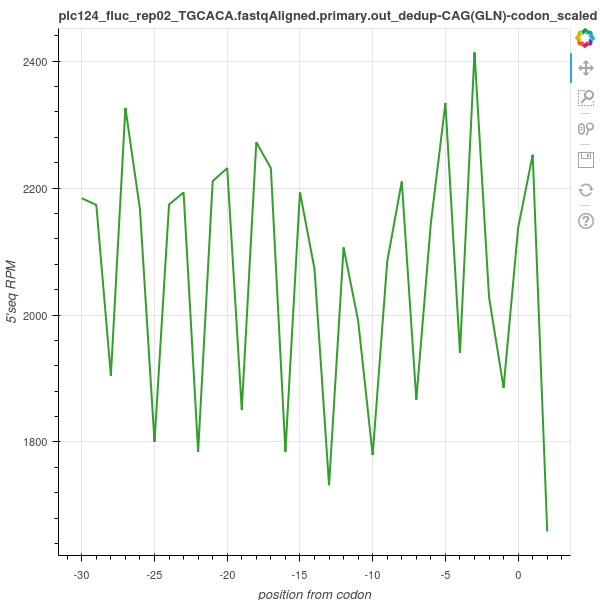 plc124_fluc_rep02_TGCACA.fastqAligned.primary.out_dedup-CAG(GLN)-codon_scaled
2400
2200
2000
1800
5'seq RPM
-30 -25 -20 -15 -10 -5 0
position from codon